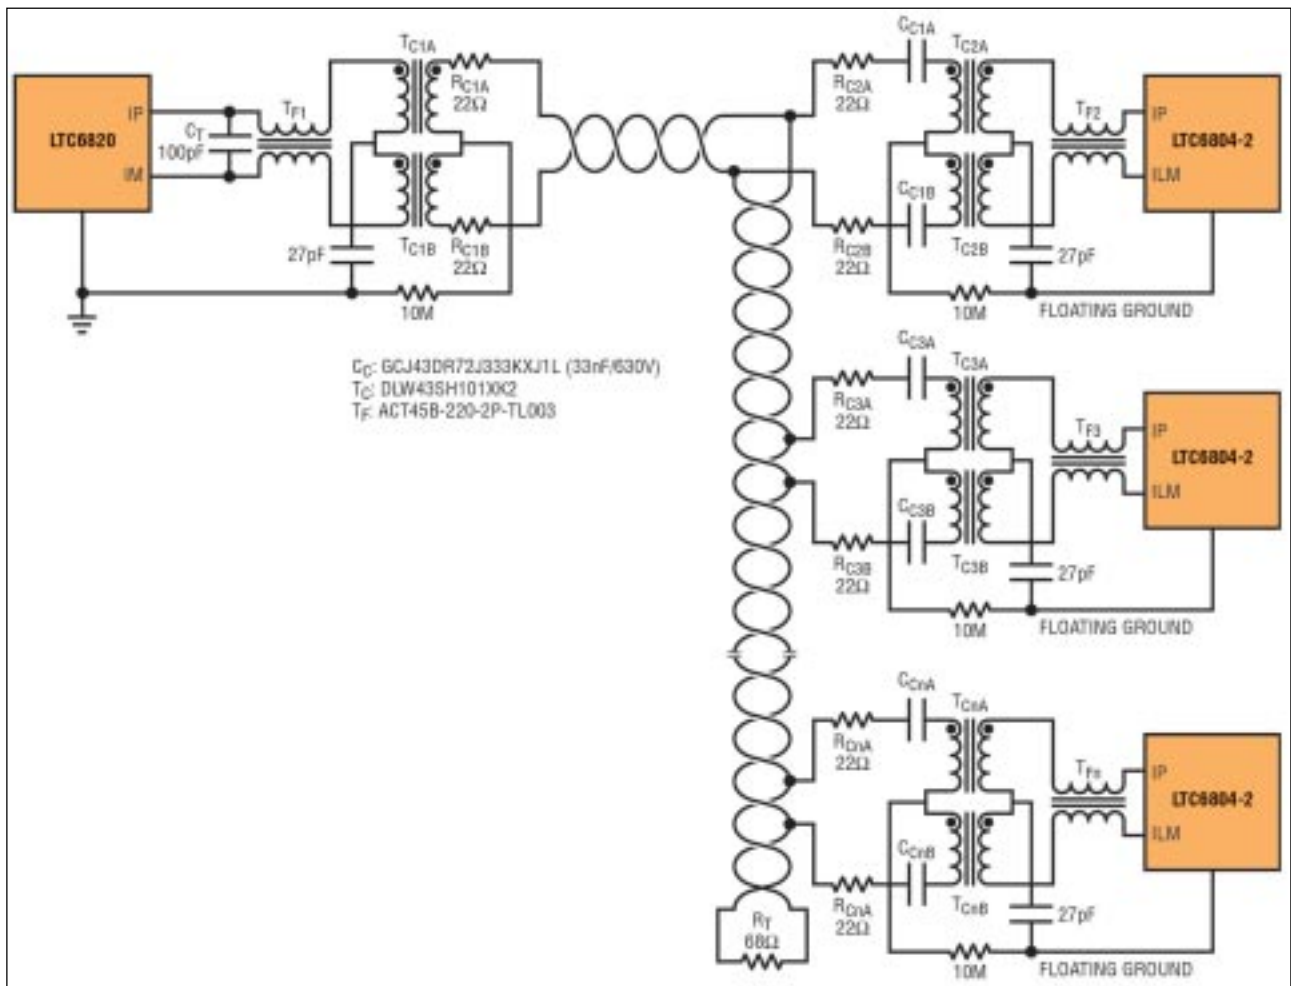 LTC6820
IP
IM
CT
100pF
TF1
TC1A
RC1A
22Ω
TC1B
RC1B
22Ω
27pF
10M
CC: GCJ43DR72J333KXJ1L (33nF/630V)
TC: DLW43SH101XK2
TF: ACT45B-220-2P-TL003
CC1A
RC2A
22Ω
TC2A
TF2
IP
LTC6804-2
ILM
CC1B
RC2B
22Ω
TC2B
27pF
10M
FLOATING GROUND
CC3A
RC3A
22Ω
TC3A
TF3
IP
LTC6804-2
ILM
CC3B
RC3B
22Ω
TC3B
27pF
10M
FLOATING GROUND
CCnA
RCnA
22Ω
TCnA
TFn
IP
LTC6804-2
ILM
CCnB
RCnA
22Ω
TCnB
27pF
10M
FLOATING GROUND
RT
68Ω